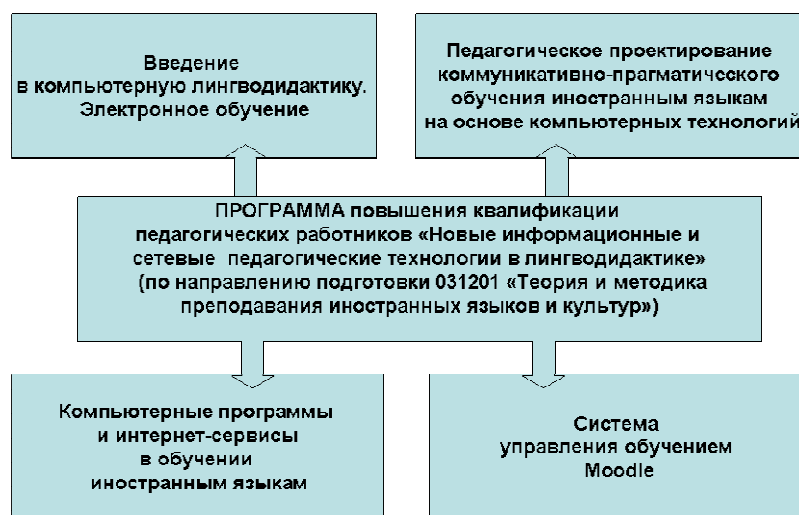 Введение
в компьютерную лингводидактику.
Электронное обучение
Педагогическое проектирование
коммуникативно-прагматического
обучения иностранным языкам
на основе компьютерных технологий
ПРОГРАММА повышения квалификации
педагогических работников «Новые информационные и
сетевые педагогические технологии в лингводидактике»
(по направлению подготовки 031201 «Теория и методика
преподавания иностранных языков и культур»)
Компьютерные программы
и интернет-сервисы
в обучении
иностранным языкам
Система
управления обучением
Moodle